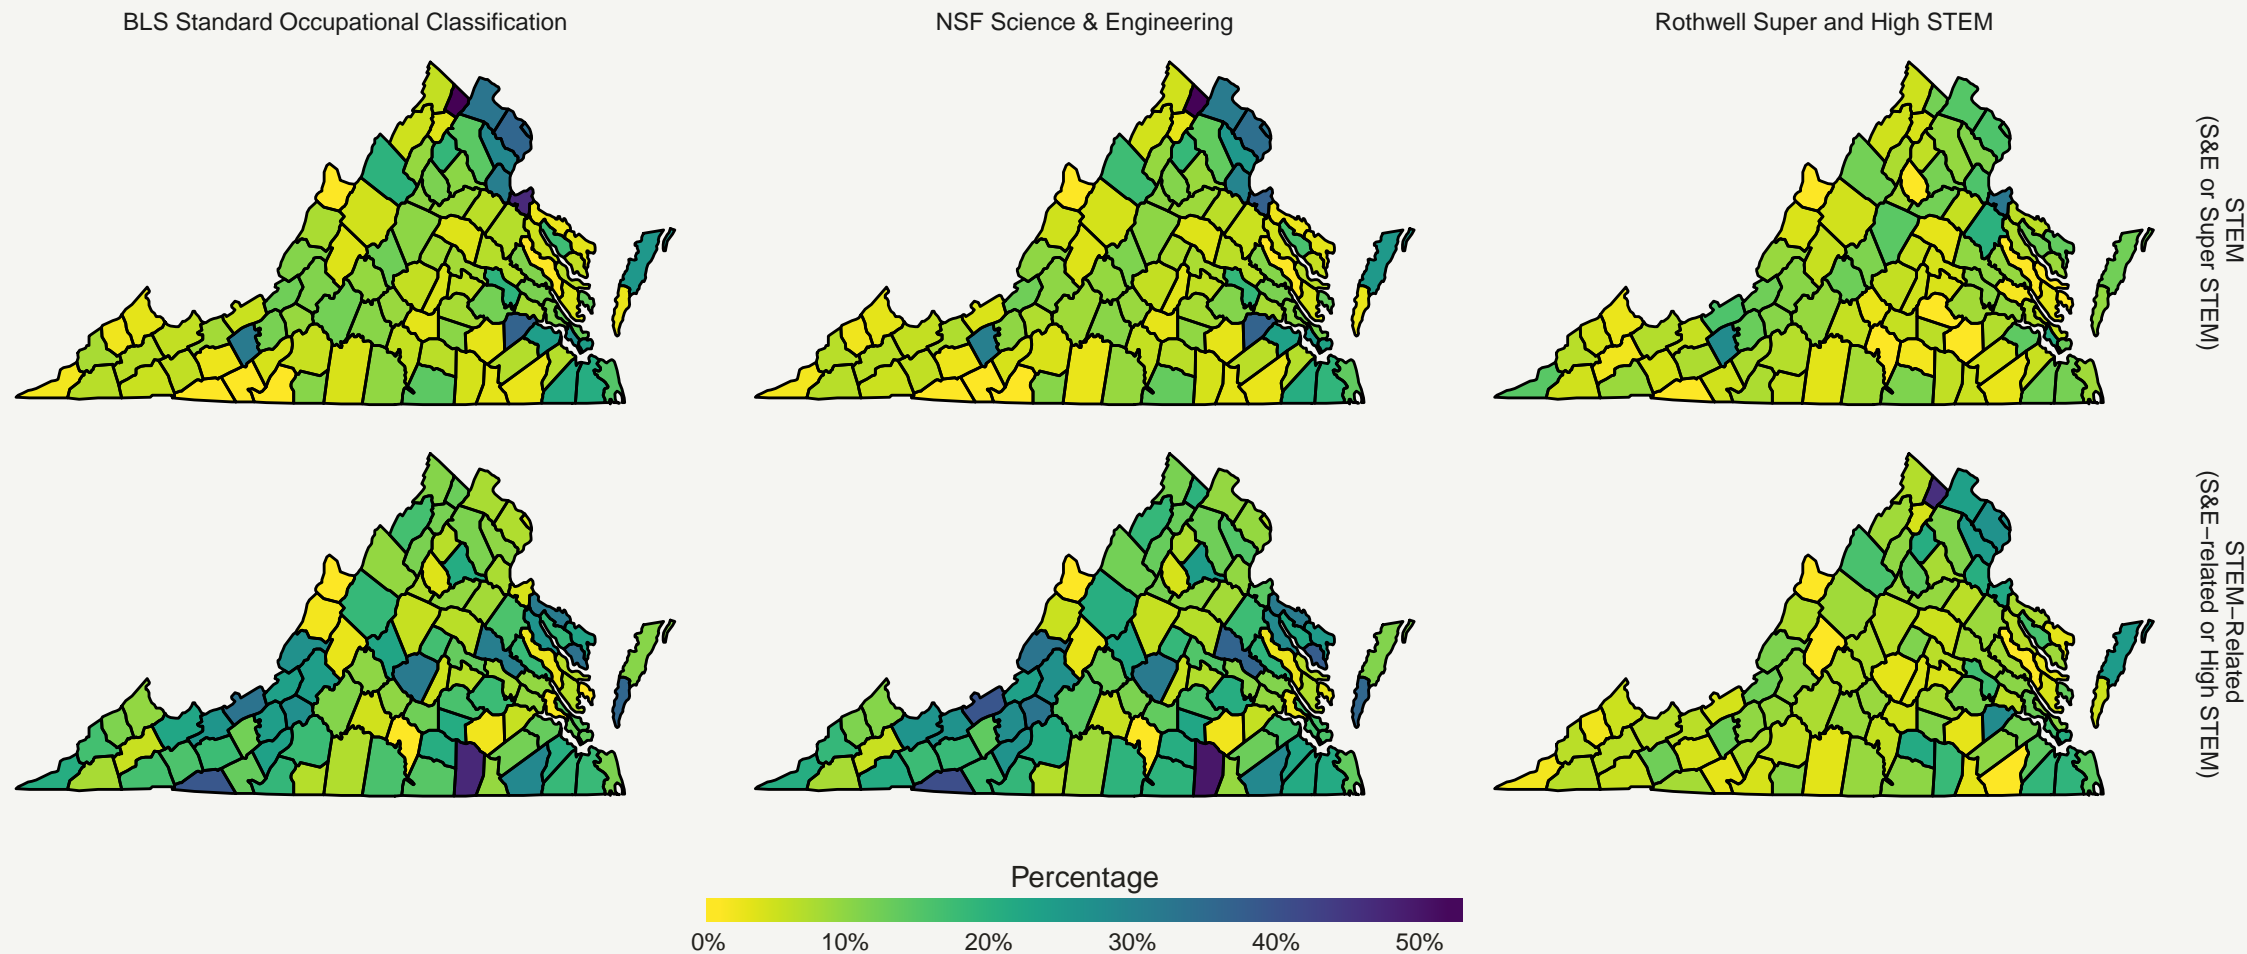 BLS Standard Occupational Classification
NSF Science & Engineering
Rothwell Super and High STEM
STEM
(S&E or Super STEM)
STEM−Related
(S&E−related or High STEM)
Percentage
0%
10%
20%
30%
40%
50%